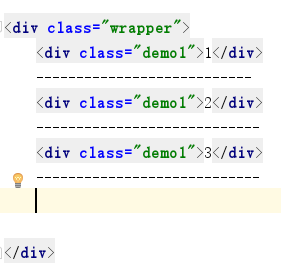 <div class="wrapper">
<div class="demo1">1</div>
---------------------------
<div class="demo1">2</div>
----------------------------
<div class="demo1">3</div>
----------------------------
</div>